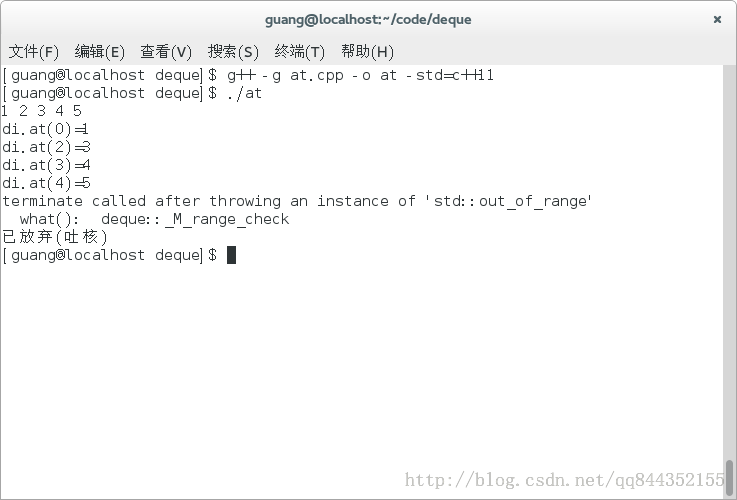 guang@localhost:~/code/deque
文件(F) 编辑(E) 查看(V) 搜索(S) 终端(T) 帮助(H)
[guang@localhost deque]$ g++ -g at.cpp -o at -std=c++11
[guang@localhost deque]$ ./at
1 2 3 4 5
di.at(0)=1
di.at(2)=3
di.at(3)=4
di.at(4)=5
terminate called after throwing an instance of 'std::out_of_range'
  what():  deque::_M_range_check
已放弃(吐核)
[guang@localhost deque]$
http://blog.csdn.net/qq844352155